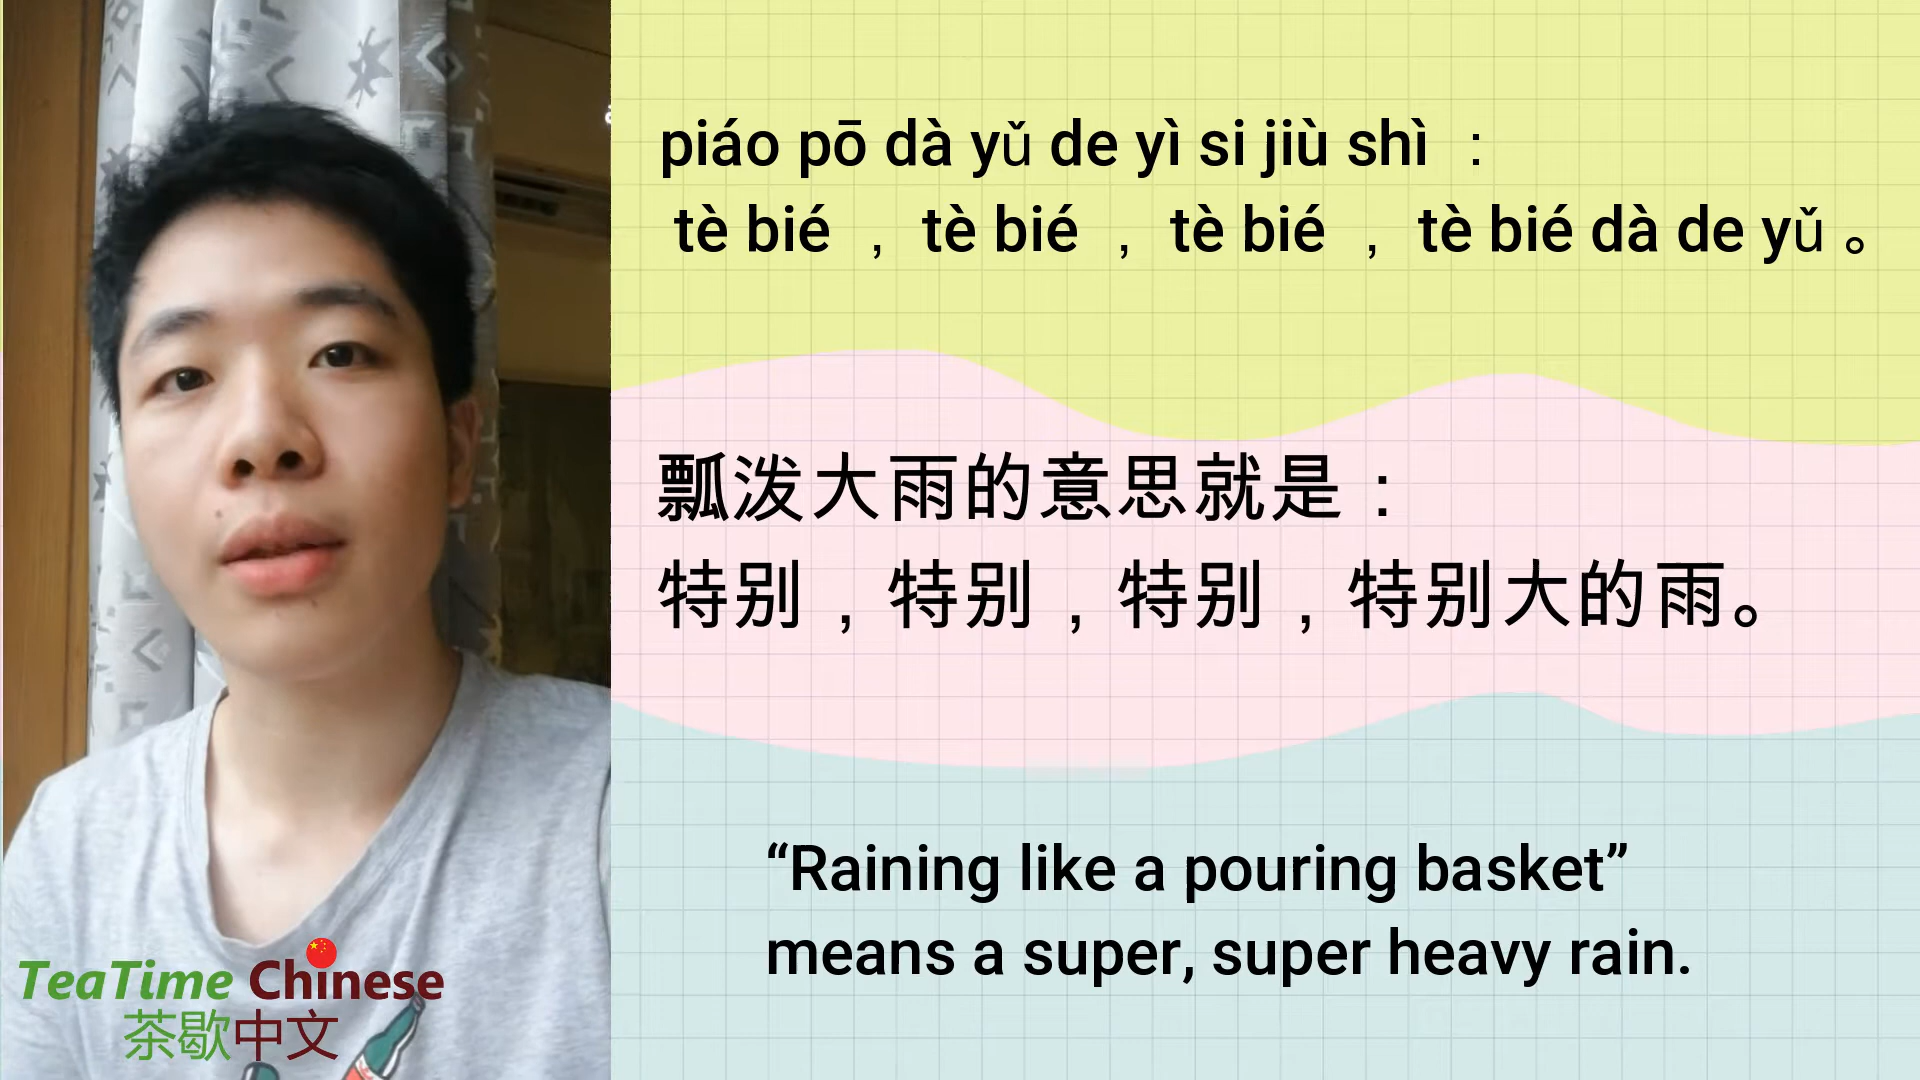 piáo pō dà yǔ de yì si jiù shì ：
tè bié ， tè bié ， tè bié ， tè bié dà de yǔ 。
瓢泼大雨的意思就是：
特别，特别，特别，特别大的雨。
“Raining like a pouring basket”
means a super, super heavy rain.
TeaTime Chinese
茶歇中文